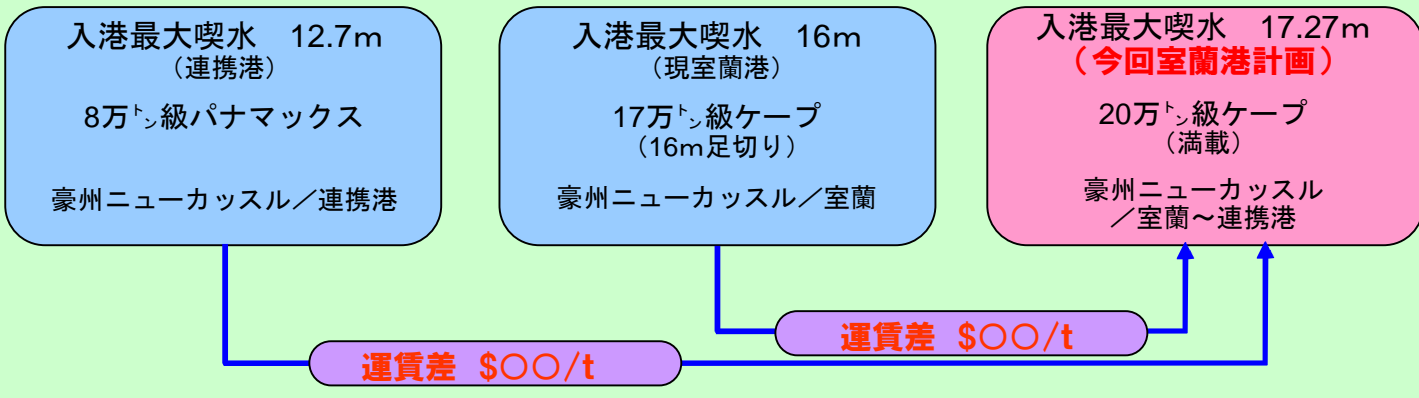 入港最大喫水　12.7m
（連携港）
8万㌧級パナマックス
豪州ニューカッスル／連携港
入港最大喫水　16m
（現室蘭港）
17万㌧級ケープ
（16m足切り）
豪州ニューカッスル／室蘭
入港最大喫水　17.27m
（今回室蘭港計画）
20万㌧級ケープ
（満載）
豪州ニューカッスル
／室蘭～連携港
運賃差 $○○/t
運賃差 $○○/t